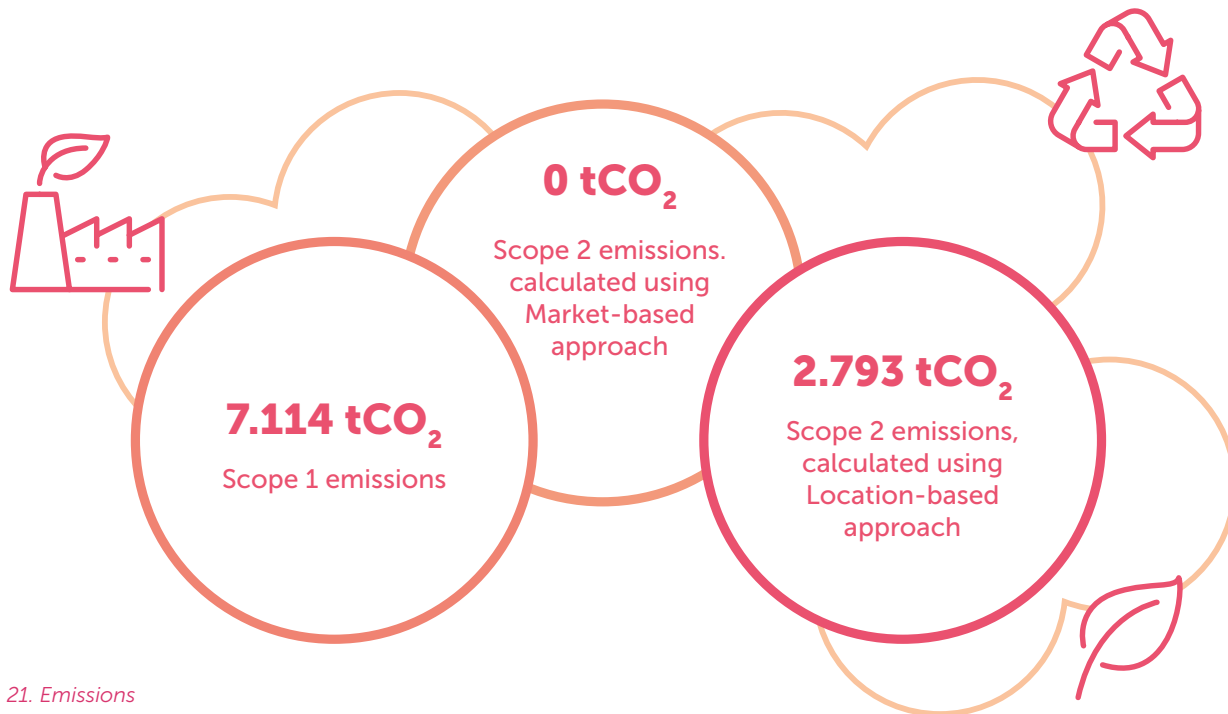 0 tCO₂
Scope 2 emissions.
calculated using
Market-based
approach
7.114 tCO₂
Scope 1 emissions
2.793 tCO₂
Scope 2 emissions,
calculated using
Location-based
approach
21. Emissions